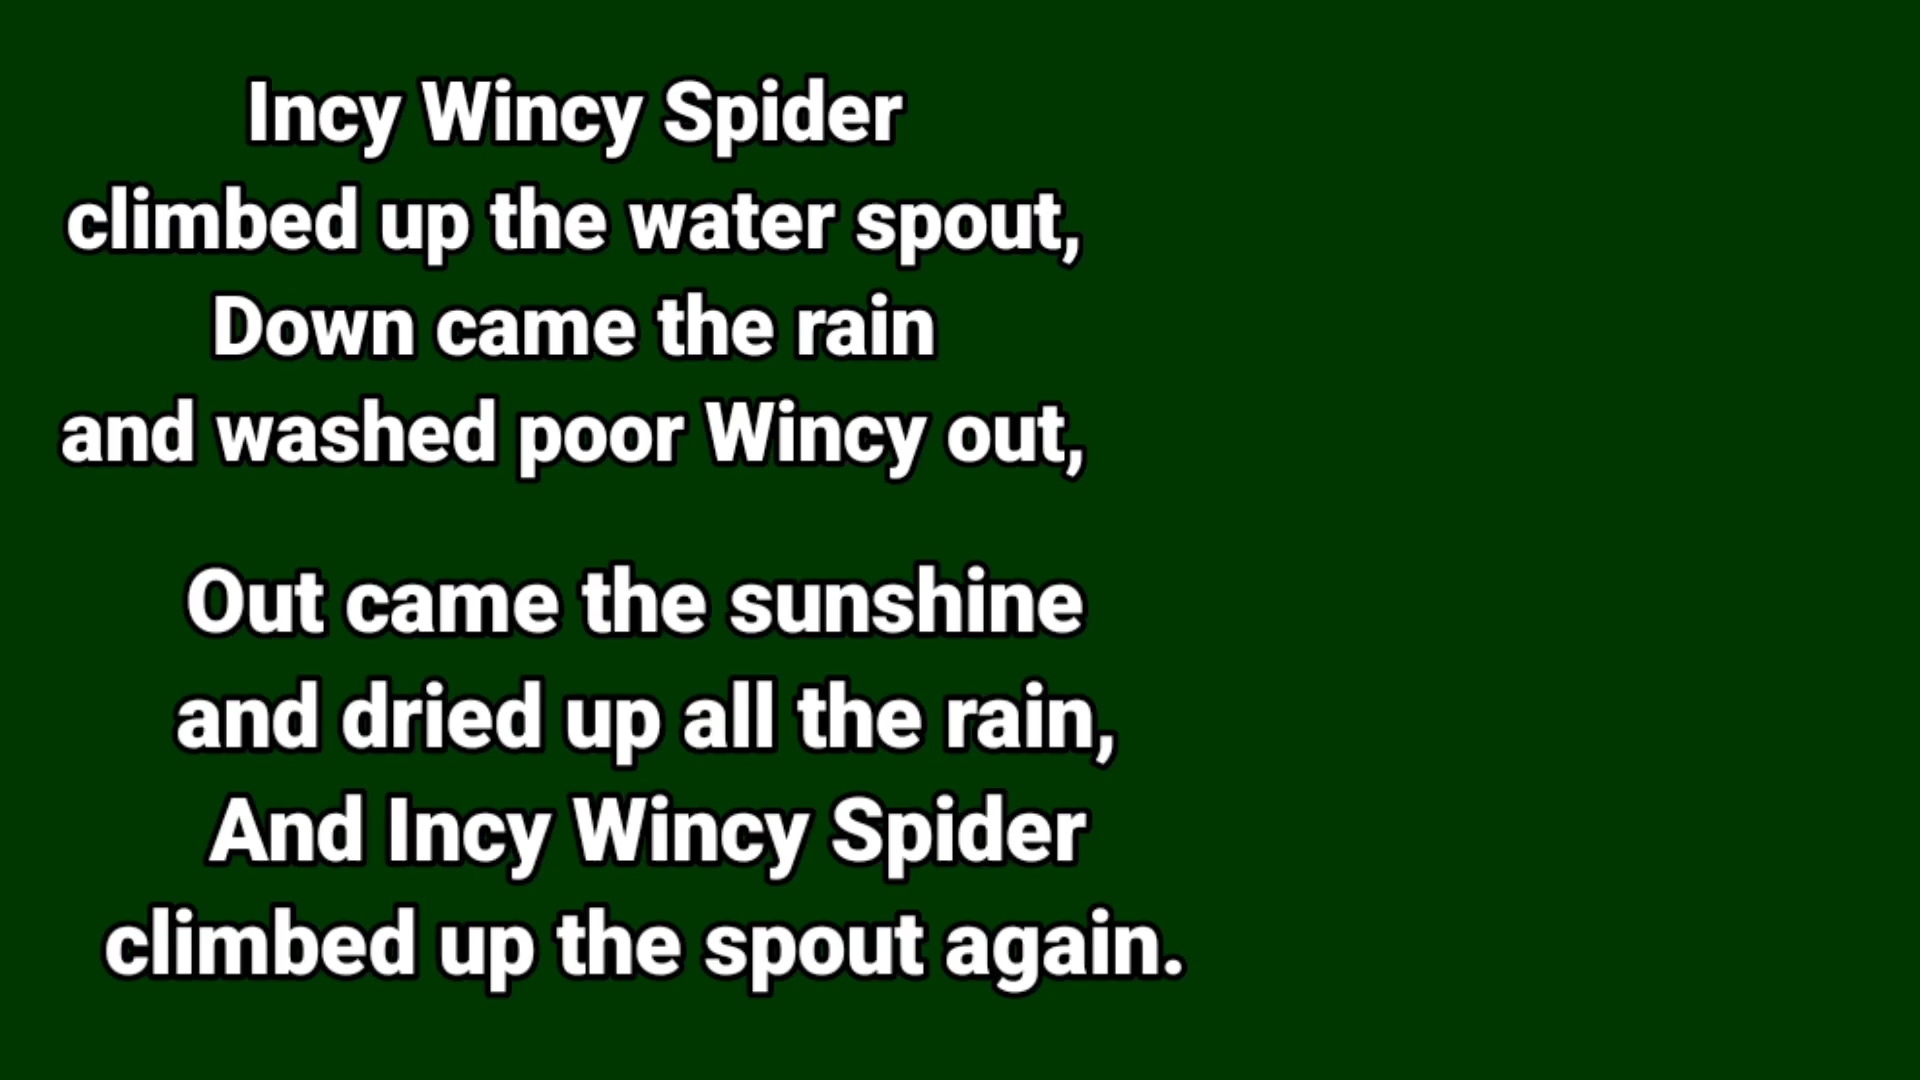 Incy Wincy Spider
climbed up the water spout,
Down came the rain
and washed poor Wincy out,
Out came the sunshine
and dried up all the rain,
And Incy Wincy Spider
climbed up the spout again.